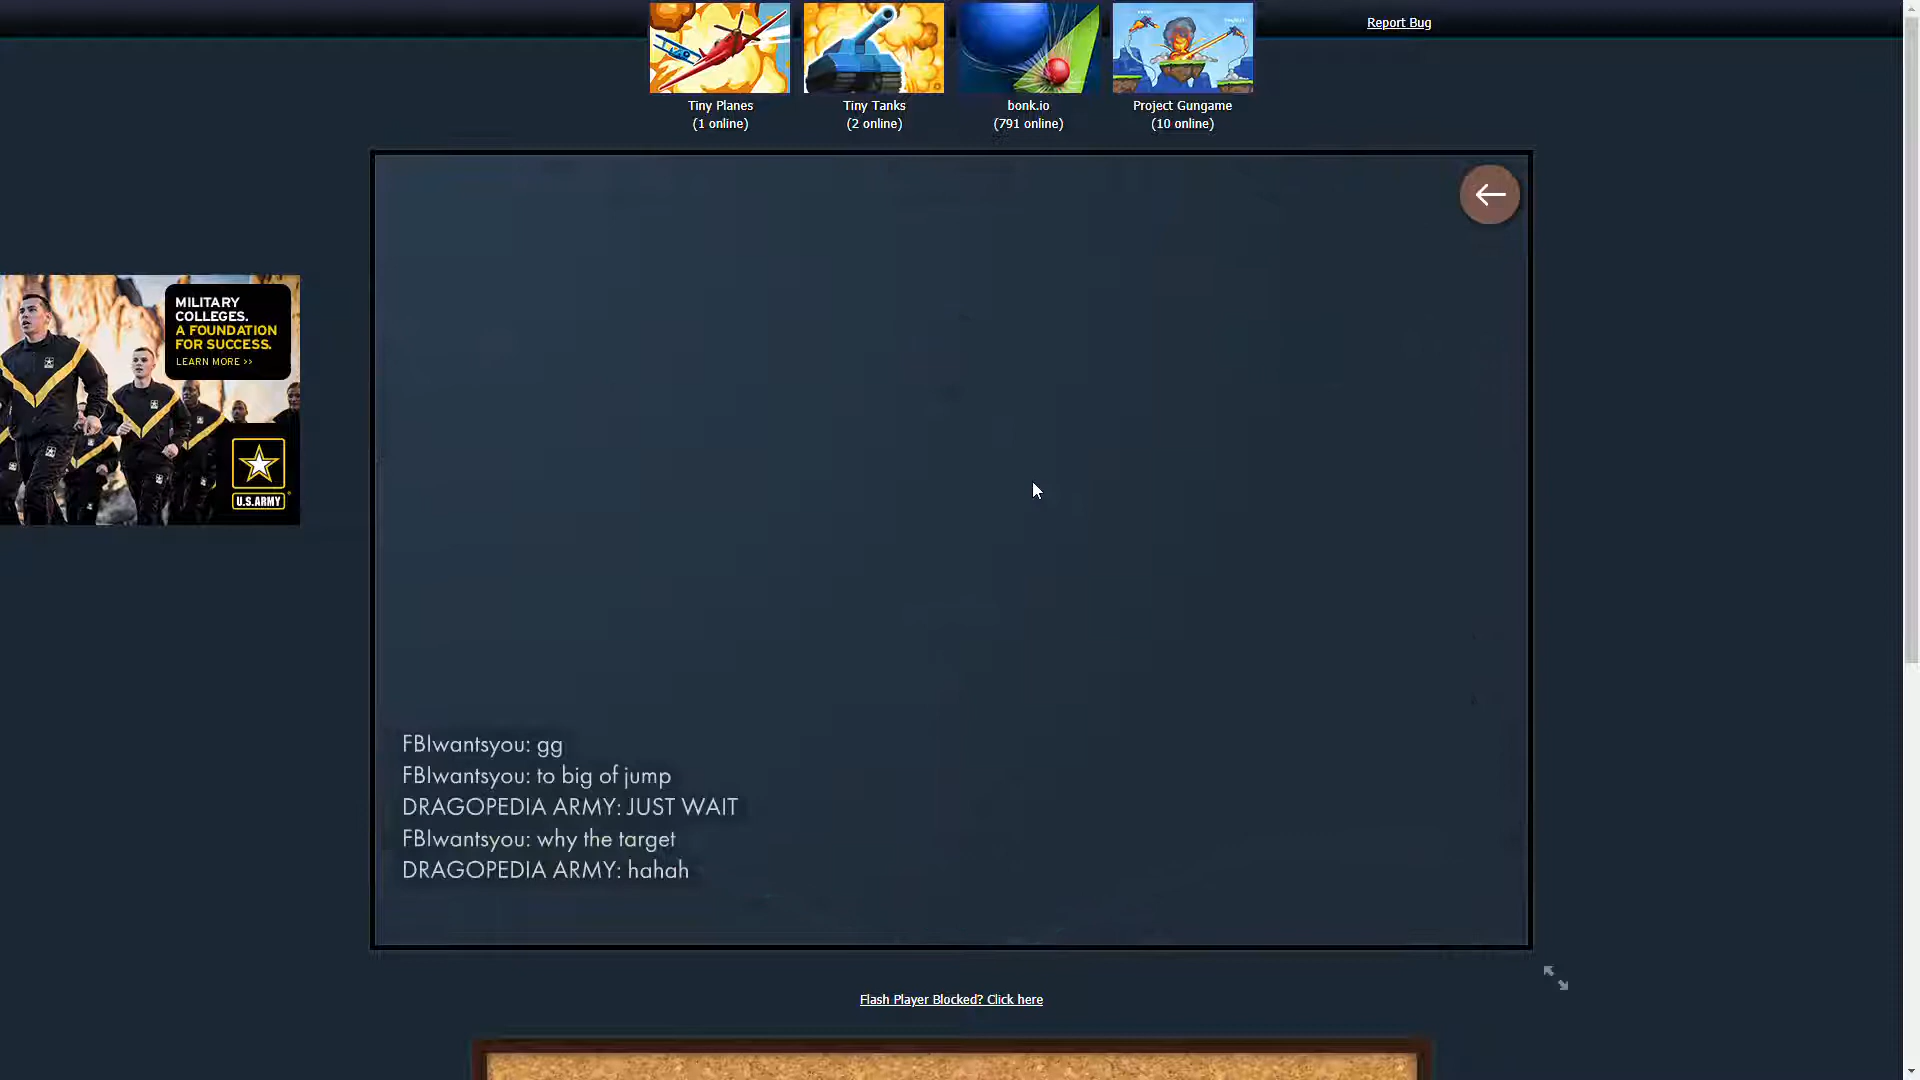 Report Bug
Tiny Planes
(1 online)
Tiny Tanks
(2 online)
bonk.io
(791 online)
Project Gungame
(10 online)
MILITARY
COLLEGES.
A FOUNDATION
FOR SUCCESS.
LEARN MORE >>
U.S.ARMY
FBIwantsyou: gg
FBIwantsyou: to big of jump
DRAGOPEDIA ARMY: JUST WAIT
FBIwantsyou: why the target
DRAGOPEDIA ARMY: hahah
Flash Player Blocked? Click here